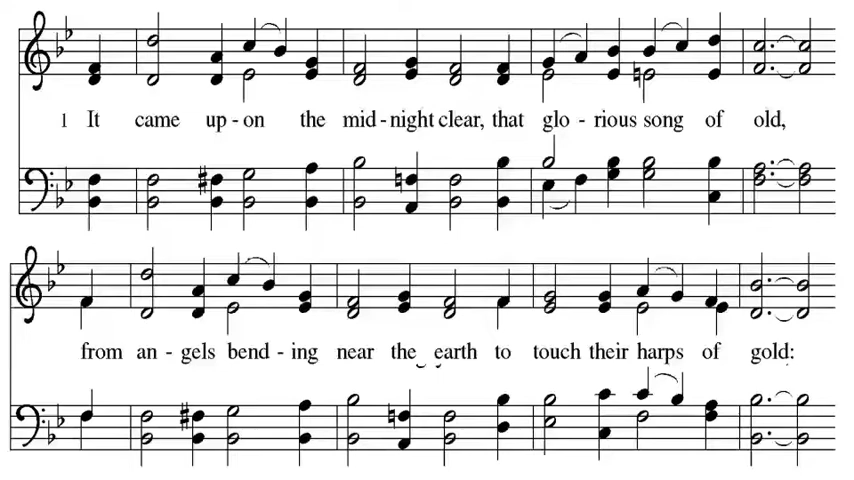 1 It came up - on the mid - night clear, that glo - rious song of old,
from an - gels bend - ing near the earth to touch their harps of gold: